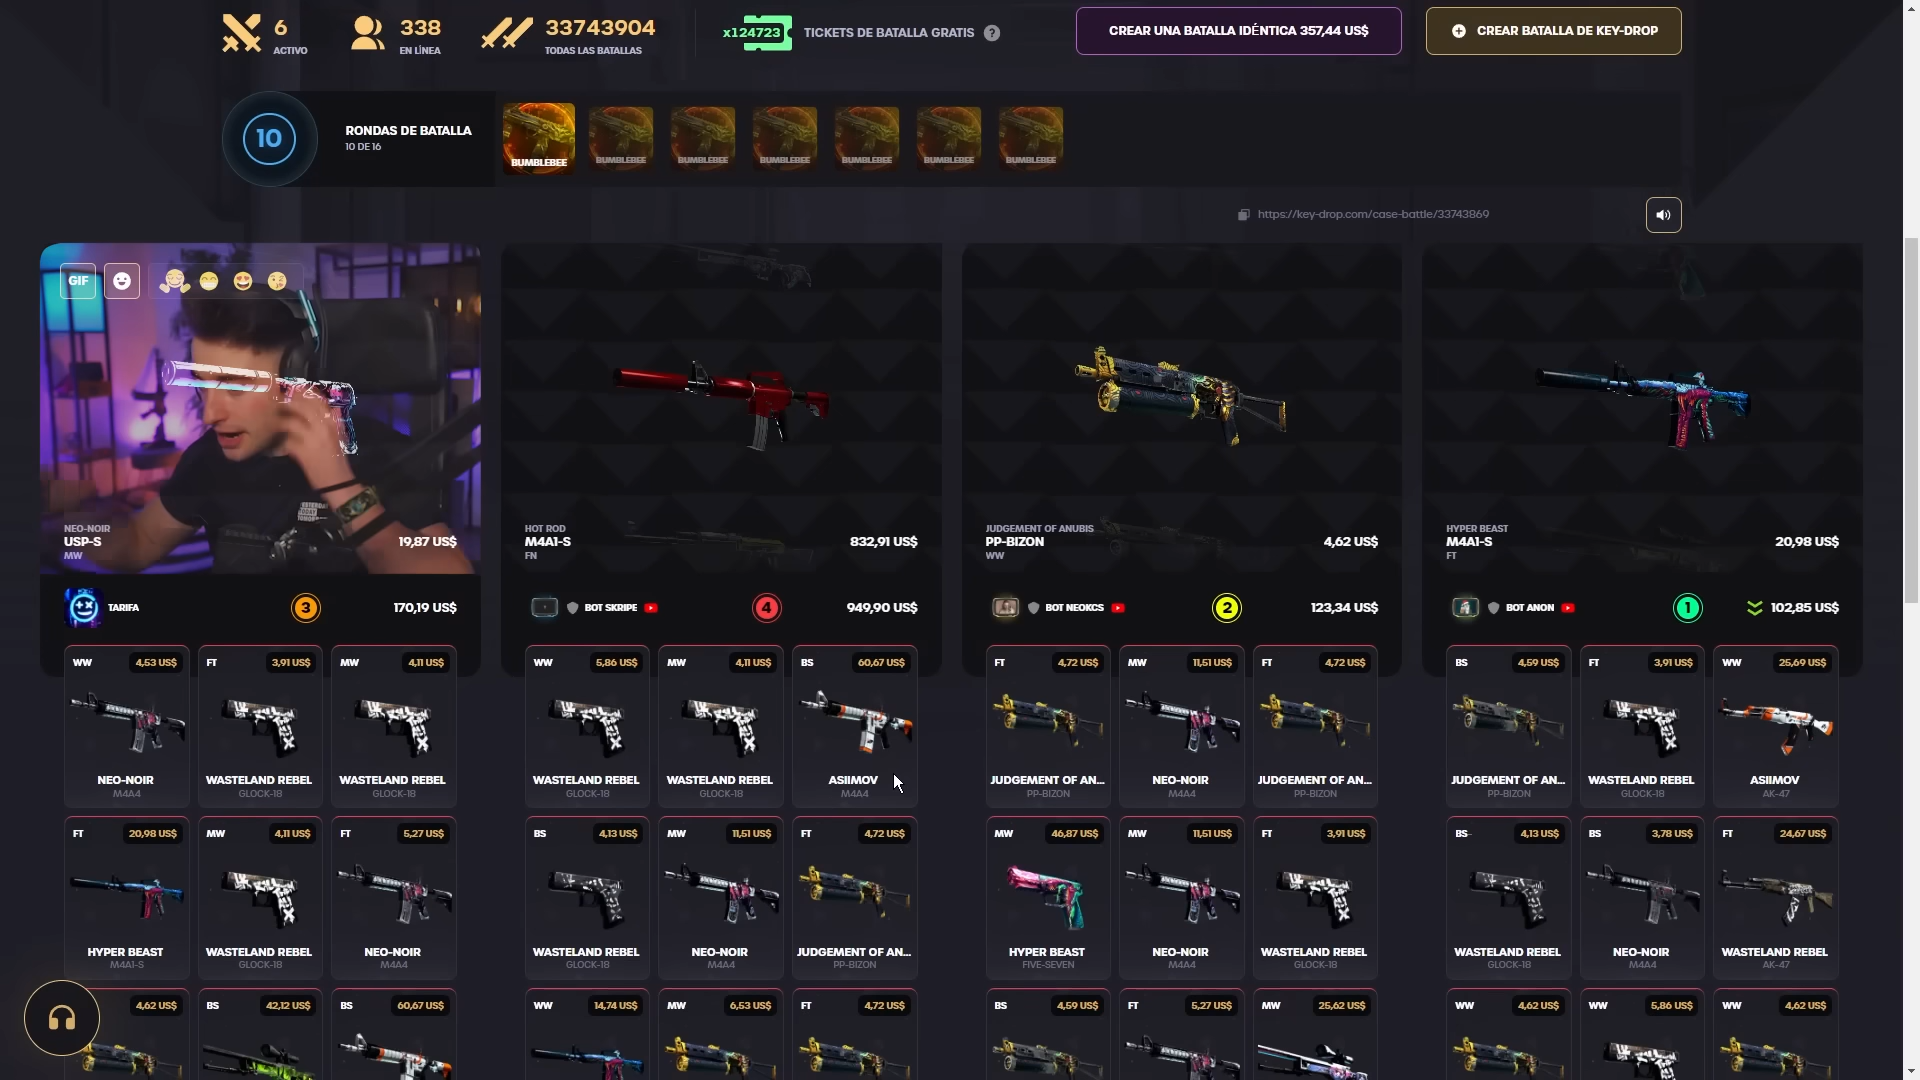 6
ACTIVO
338
EN LÍNEA
33743904
TODAS LAS BATALLAS
x124723
TICKETS DE BATALLA GRATIS
?
CREAR UNA BATALLA IDÉNTICA 357,44 US$
CREAR BATALLA DE KEY-DROP
10
RONDAS DE BATALLA
10 DE 16
BUMBLEBEE
BUMBLEBEE
BUMBLEBEE
BUMBLEBEE
BUMBLEBEE
BUMBLEBEE
BUMBLEBEE
https://key-drop.com/case-battle/33743869
GIF
NEO-NOIR
USP-S
MW
19,87 US$
HOT ROD
M4A1-S
FN
832,91 US$
JUDGEMENT OF ANUBIS
PP-BIZON
WW
4,62 US$
HYPER BEAST
M4A1-S
FT
20,98 US$
TARIFA
3
170,19 US$
BOT SKRIPE
4
949,90 US$
BOT NEOKCS
2
123,34 US$
BOT ANON
1
102,85 US$
WW 4,53 US$
NEO-NOIR
M4A4
FT 3,91 US$
WASTELAND REBEL
GLOCK-18
MW 4,11 US$
WASTELAND REBEL
GLOCK-18
WW 5,86 US$
WASTELAND REBEL
GLOCK-18
MW 4,11 US$
WASTELAND REBEL
GLOCK-18
BS 60,67 US$
ASIIMOV
M4A4
FT 4,72 US$
JUDGEMENT OF AN...
PP-BIZON
MW 11,51 US$
NEO-NOIR
M4A4
FT 4,72 US$
JUDGEMENT OF AN...
PP-BIZON
BS 4,59 US$
JUDGEMENT OF AN...
PP-BIZON
FT 3,91 US$
WASTELAND REBEL
GLOCK-18
WW 25,69 US$
ASIIMOV
AK-47
FT 20,98 US$
HYPER BEAST
M4A1-S
MW 4,11 US$
WASTELAND REBEL
GLOCK-18
FT 5,27 US$
NEO-NOIR
M4A4
BS 4,13 US$
WASTELAND REBEL
GLOCK-18
MW 11,51 US$
NEO-NOIR
M4A4
FT 4,72 US$
JUDGEMENT OF AN...
PP-BIZON
MW 46,87 US$
HYPER BEAST
FIVE-SEVEN
MW 11,51 US$
NEO-NOIR
M4A4
FT 3,91 US$
WASTELAND REBEL
GLOCK-18
BS 4,13 US$
WASTELAND REBEL
GLOCK-18
BS 3,78 US$
NEO-NOIR
M4A4
FT 24,67 US$
WASTELAND REBEL
AK-47
4,62 US$
BS 42,12 US$
BS 60,67 US$
WW 14,74 US$
MW 6,53 US$
FT 4,72 US$
BS 4,59 US$
FT 5,27 US$
MW 25,62 US$
WW 4,62 US$
WW 5,86 US$
WW 4,62 US$